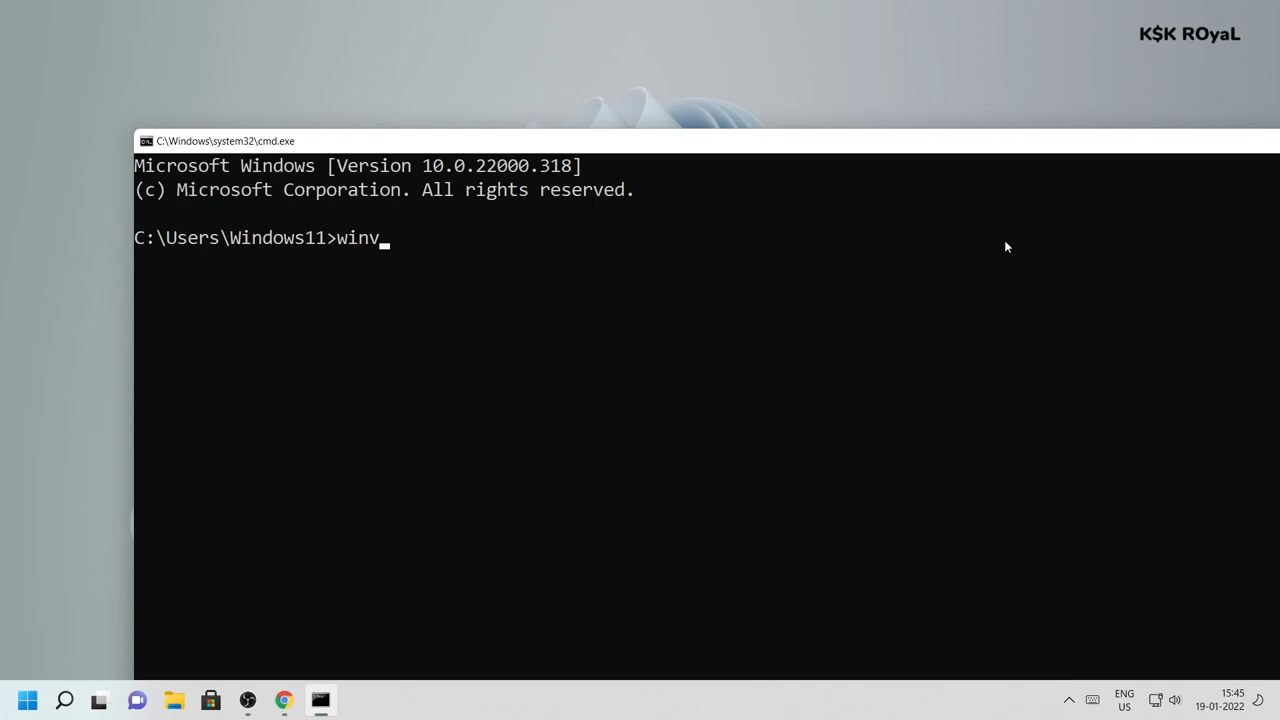 K$K ROyaL
C:\Windows\system32\cmd.exe
Microsoft Windows [Version 10.0.22000.318]
(c) Microsoft Corporation. All rights reserved.
C:\Users\Windows11>winv
ENG
US
15:45
19-01-2022